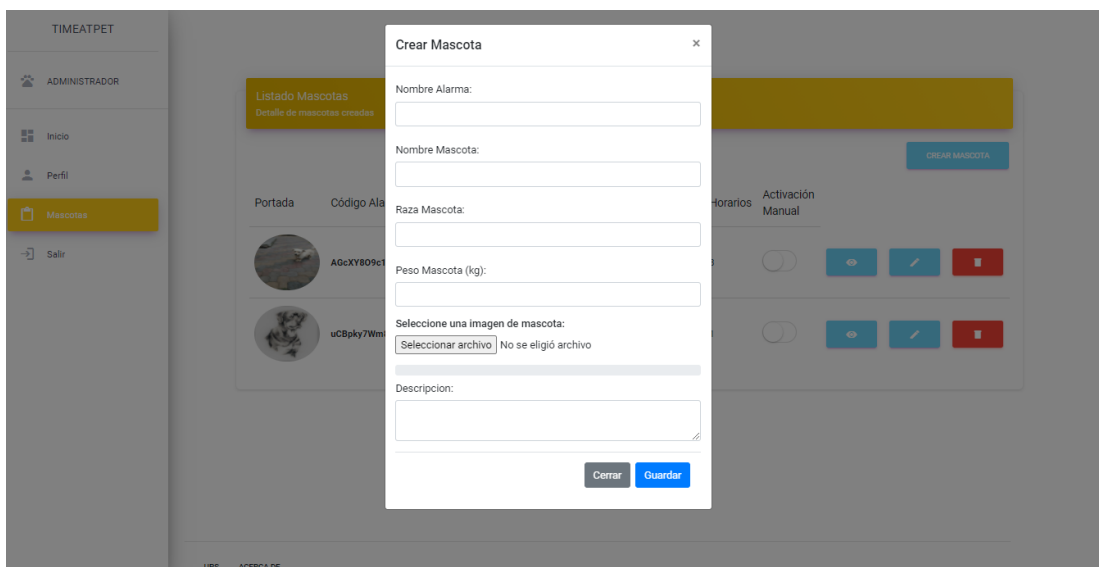 TIMEATPET
ADMINISTRADOR
Inicio
Perfil
Mascotas
Salir
Listado Mascotas
Detalle de mascotas creadas
CREAR MASCOTA
Portada
Código Ala
Horarios
Activación
Manual
AGcXY8O9c1
uCBpky7Wm
Crear Mascota
×
Nombre Alarma:
Nombre Mascota:
Raza Mascota:
Peso Mascota (kg):
Seleccione una imagen de mascota:
Seleccionar archivo No se eligió archivo
Descripcion:
Cerrar Guardar
ACERCA DE